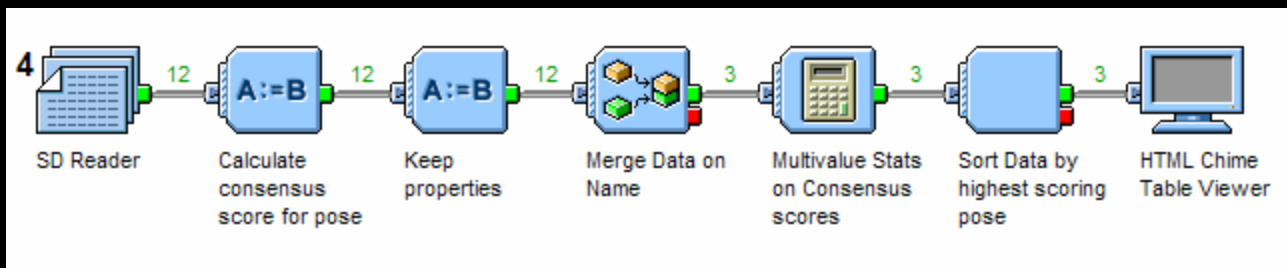 4
12
12
12
3
3
3
A:=B
A:=B
SD Reader
Calculate
consensus
score for pose
Keep
properties
Merge Data on
Name
Multivalue Stats
on Consensus
scores
Sort Data by
highest scoring
pose
HTML Chime
Table Viewer